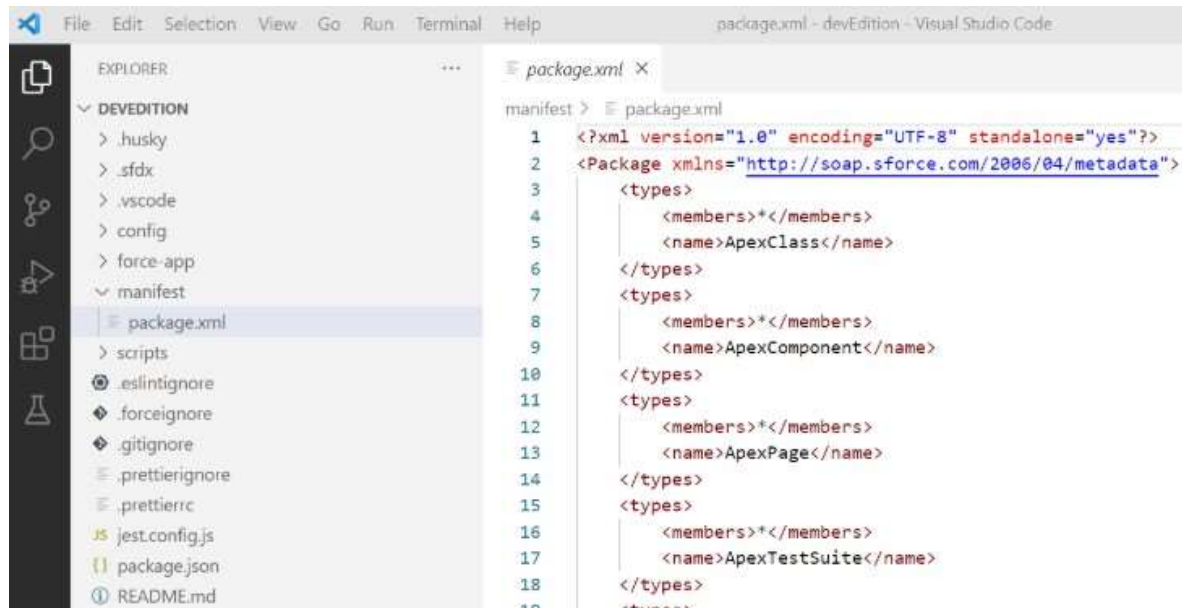 File Edit Selection View Go Run Terminal Help package.xml - devEdition - Visual Studio Code
EXPLORER ...
DEVEDITION
> .husky
> .sfdx
> .vscode
> config
> force-app
manifest
package.xml
> scripts
.eslintignore
.forceignore
.gitignore
.prettierignore
.prettierrc
JS jest.config.js
{} package.json
README.md
package.xml ×
manifest > package.xml
1 <?xml version="1.0" encoding="UTF-8" standalone="yes"?>
2 <Package xmlns="http://soap.sforce.com/2006/04/metadata">
3 <types>
4 <members>*</members>
5 <name>ApexClass</name>
6 </types>
7 <types>
8 <members>*</members>
9 <name>ApexComponent</name>
10 </types>
11 <types>
12 <members>*</members>
13 <name>ApexPage</name>
14 </types>
15 <types>
16 <members>*</members>
17 <name>ApexTestSuite</name>
18 </types>